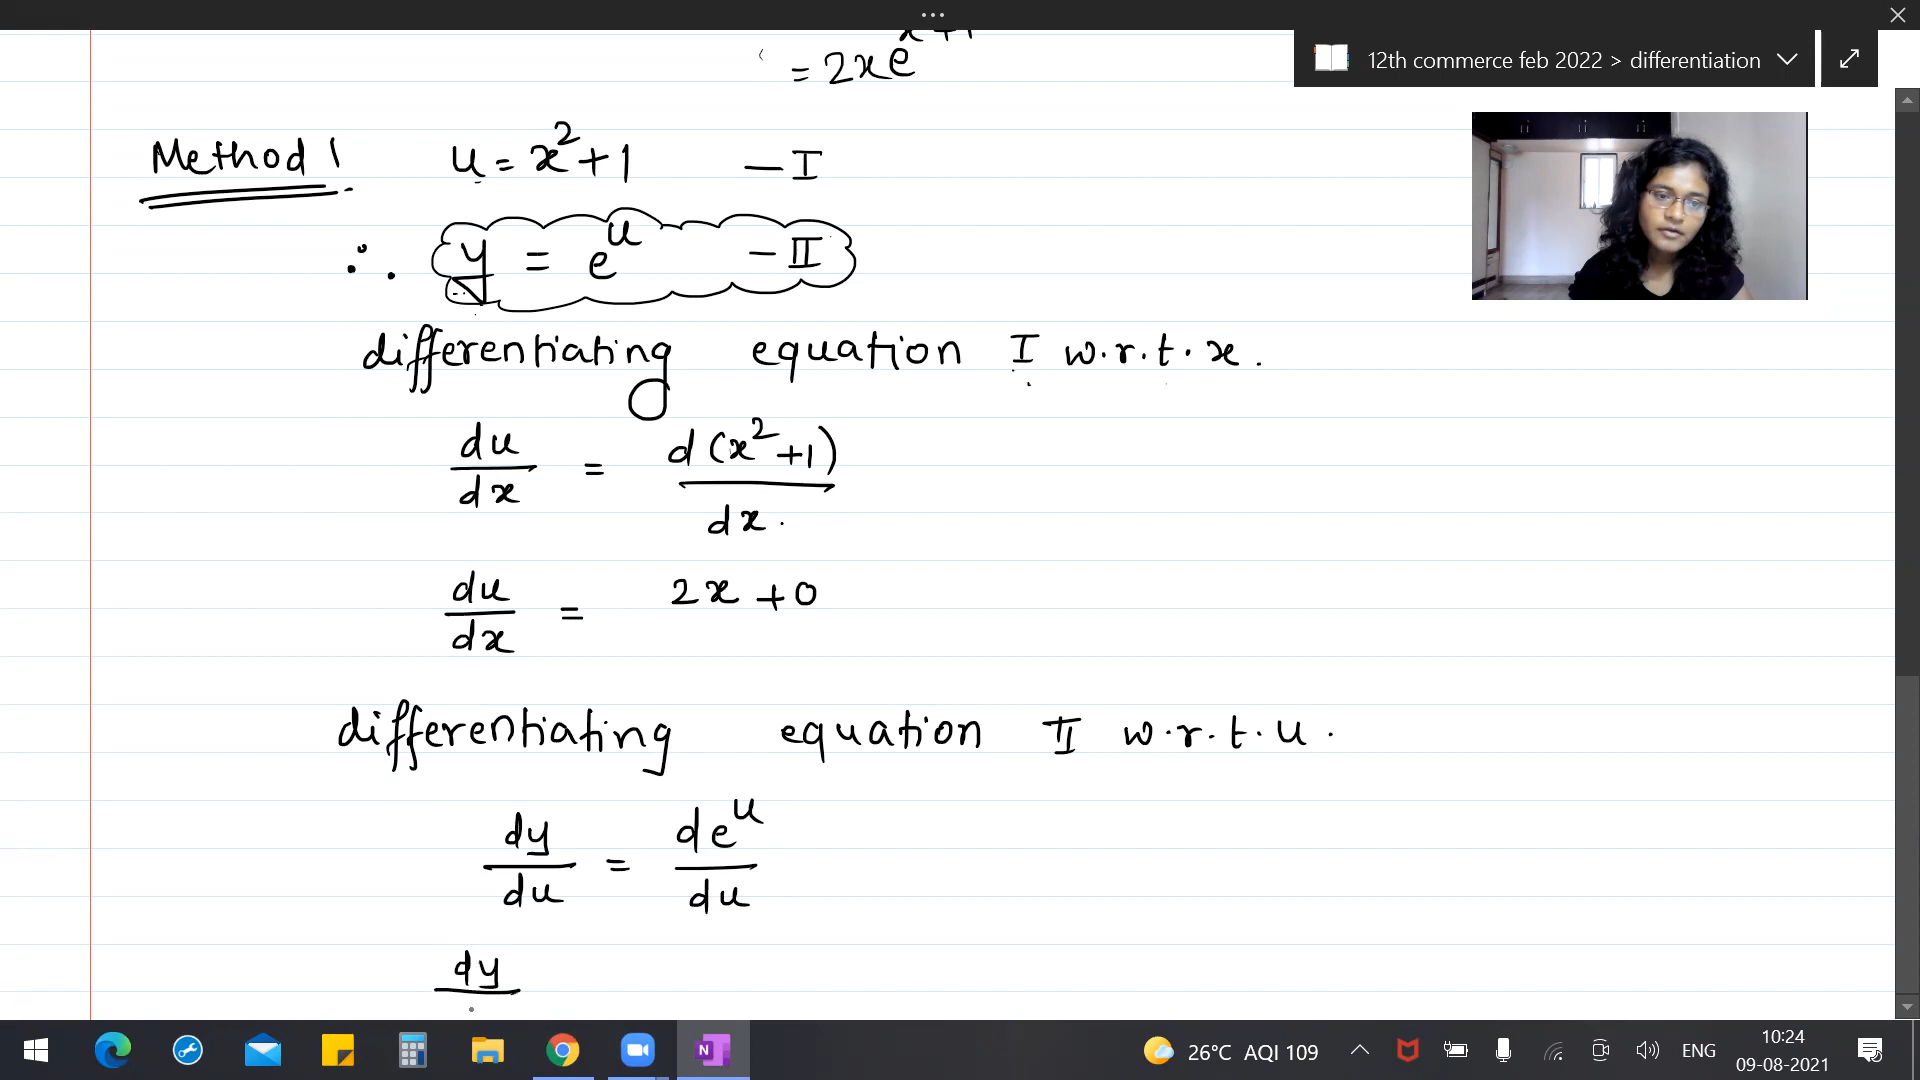 = 2xe^x+1
12th commerce feb 2022 > differentiation
Method 1 u = x² + 1 — I
∴ y = e^u — II
differentiating equation I w.r.t. x.
du/dx = d(x²+1)/dx.
du/dx = 2x + 0
differentiating equation II w.r.t. u.
dy/du = de^u/du
dy
26°C AQI 109
ENG
10:24
09-08-2021